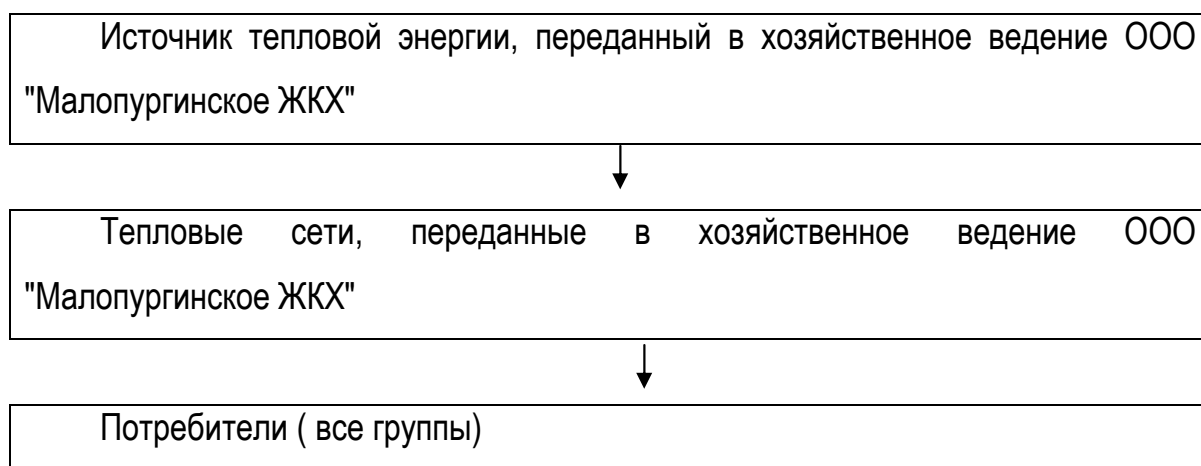 Источник тепловой энергии, переданный в хозяйственное ведение ООО
"Малопургинское ЖКХ"
Тепловые сети, переданные в хозяйственное ведение ООО
"Малопургинское ЖКХ"
Потребители ( все группы)